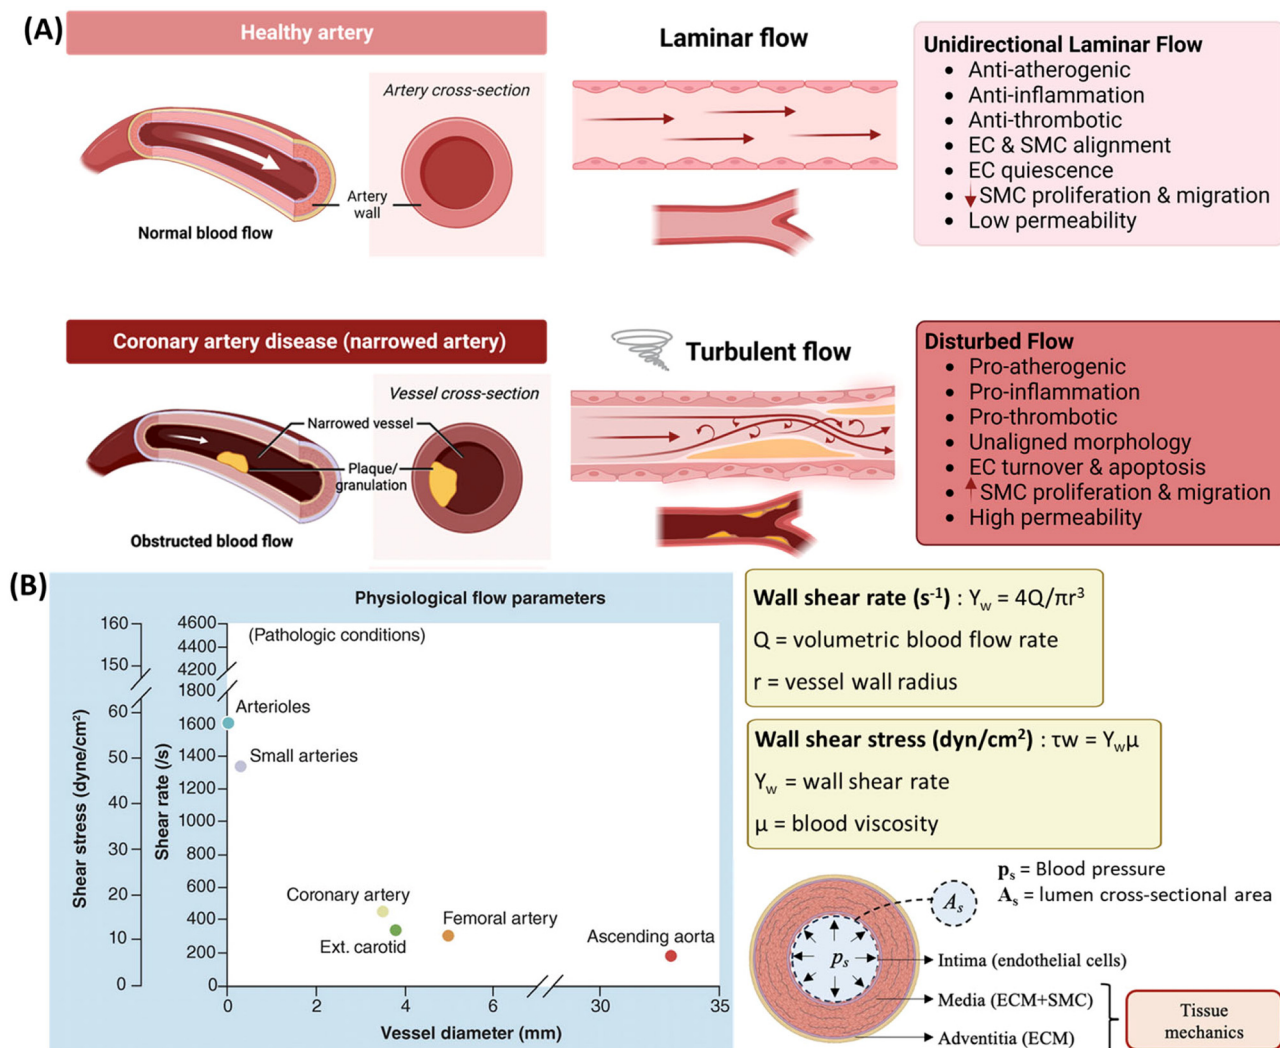 (A)
Healthy artery
Artery cross-section
Artery
wall
Normal blood flow
Laminar flow
Unidirectional Laminar Flow
• Anti-atherogenic
• Anti-inflammation
• Anti-thrombotic
• EC & SMC alignment
• EC quiescence
• ↓SMC proliferation & migration
• Low permeability
Coronary artery disease (narrowed artery)
Vessel cross-section
Narrowed vessel
Plaque/
granulation
Obstructed blood flow
Turbulent flow
Disturbed Flow
• Pro-atherogenic
• Pro-inflammation
• Pro-thrombotic
• Unaligned morphology
• EC turnover & apoptosis
• ↑SMC proliferation & migration
• High permeability
(B)
Physiological flow parameters
(Pathologic conditions)
Shear stress (dyne/cm²)
160
150
60
50
40
30
20
10
0
Shear rate (/s)
4600
4400
4200
1800
1600
1400
1200
1000
800
600
400
200
0
Arterioles
Small arteries
Coronary artery
Ext. carotid
Femoral artery
Ascending aorta
0 2 4 6 30 35
Vessel diameter (mm)
Wall shear rate (s⁻¹) : Yw = 4Q/πr³
Q = volumetric blood flow rate
r = vessel wall radius
Wall shear stress (dyn/cm²) : τw = Ywμ
Yw = wall shear rate
μ = blood viscosity
ps = Blood pressure
As = lumen cross-sectional area
As
ps
Intima (endothelial cells)
Media (ECM+SMC)
Adventitia (ECM)
Tissue
mechanics